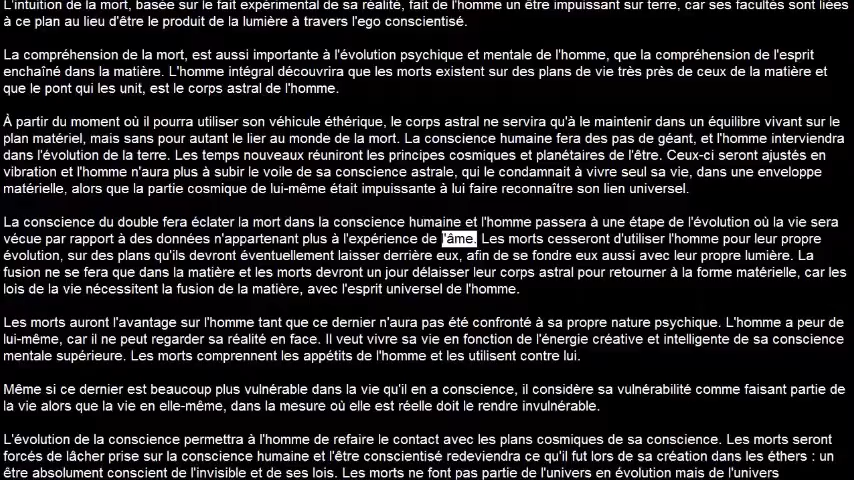 L'intuition de la mort, basée sur le fait expérimental de sa réalité, fait de l'homme un être impuissant sur terre, car ses facultés sont liées
à ce plan au lieu d'être le produit de la lumière à travers l'ego conscientisé.
La compréhension de la mort, est aussi importante à l'évolution psychique et mentale de l'homme, que la compréhension de l'esprit
enchaîné dans la matière. L'homme intégral découvrira que les morts existent sur des plans de vie très près de ceux de la matière et
que le pont qui les unit, est le corps astral de l'homme.
À partir du moment où il pourra utiliser son véhicule éthérique, le corps astral ne servira qu'à le maintenir dans un équilibre vivant sur le
plan matériel, mais sans pour autant le lier au monde de la mort. La conscience humaine fera des pas de géant, et l'homme interviendra
dans l'évolution de la terre. Les temps nouveaux réuniront les principes cosmiques et planétaires de l'être. Ceux-ci seront ajustés en
vibration et l'homme n'aura plus à subir le voile de sa conscience astrale, qui le condamnait à vivre seul sa vie, dans une enveloppe
matérielle, alors que la partie cosmique de lui-même était impuissante à lui faire reconnaître son lien universel.
La conscience du double fera éclater la mort dans la conscience humaine et l'homme passera à une étape de l'évolution où la vie sera
vécue par rapport à des données n'appartenant plus à l'expérience de l'âme. Les morts cesseront d'utiliser l'homme pour leur propre
évolution, sur des plans qu'ils devront éventuellement laisser derrière eux, afin de se fondre eux aussi avec leur propre lumière. La
fusion ne se fera que dans la matière et les morts devront un jour délaisser leur corps astral pour retourner à la forme matérielle, car les
lois de la vie nécessitent la fusion de la matière, avec l'esprit universel de l'homme.
Les morts auront l'avantage sur l'homme tant que ce dernier n'aura pas été confronté à sa propre nature psychique. L'homme a peur de
lui-même, car il ne peut regarder sa réalité en face. Il veut vivre sa vie en fonction de l'énergie créative et intelligente de sa conscience
mentale supérieure. Les morts comprennent les appétits de l'homme et les utilisent contre lui.
Même si ce dernier est beaucoup plus vulnérable dans la vie qu'il en a conscience, il considère sa vulnérabilité comme faisant partie de
la vie alors que la vie en elle-même, dans la mesure où elle est réelle doit le rendre invulnérable.
L'évolution de la conscience permettra à l'homme de refaire le contact avec les plans cosmiques de sa conscience. Les morts seront
forcés de lâcher prise sur la conscience humaine et l'être conscientisé redeviendra ce qu'il fut lors de sa création dans les éthers : un
être absolument conscient de l'invisible et de ses lois. Les morts ne font pas partie de l'univers en évolution mais de l'univers